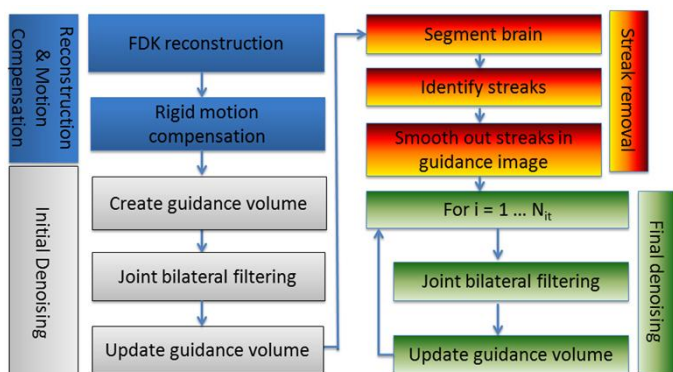 Reconstruction
& Motion
Compensation
FDK reconstruction
Rigid motion
compensation
Initial Denoising
Create guidance volume
Joint bilateral filtering
Update guidance volume
Segment brain
Identify streaks
Smooth out streaks in
guidance image
Streak removal
For i = 1 ... Nit
Joint bilateral filtering
Update guidance volume
Final denoising